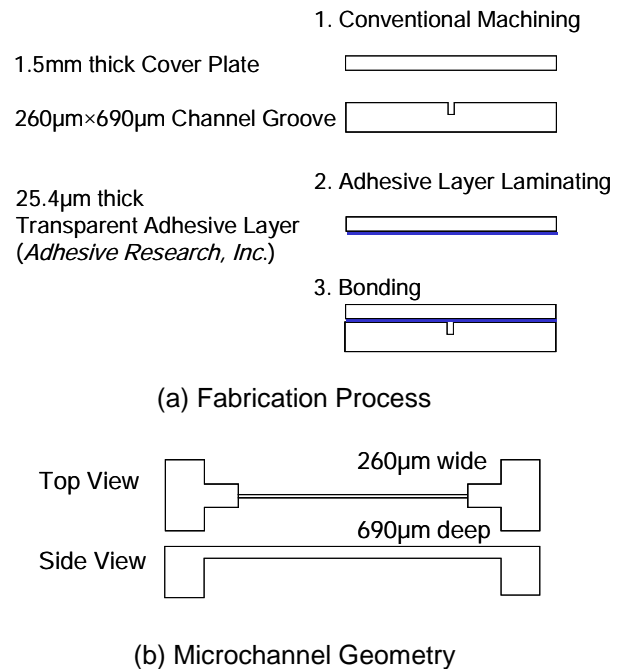 1. Conventional Machining
1.5mm thick Cover Plate
260μm×690μm Channel Groove
2. Adhesive Layer Laminating
25.4μm thick
Transparent Adhesive Layer
(Adhesive Research, Inc.)
3. Bonding
(a) Fabrication Process
Top View
260μm wide
690μm deep
Side View
(b) Microchannel Geometry